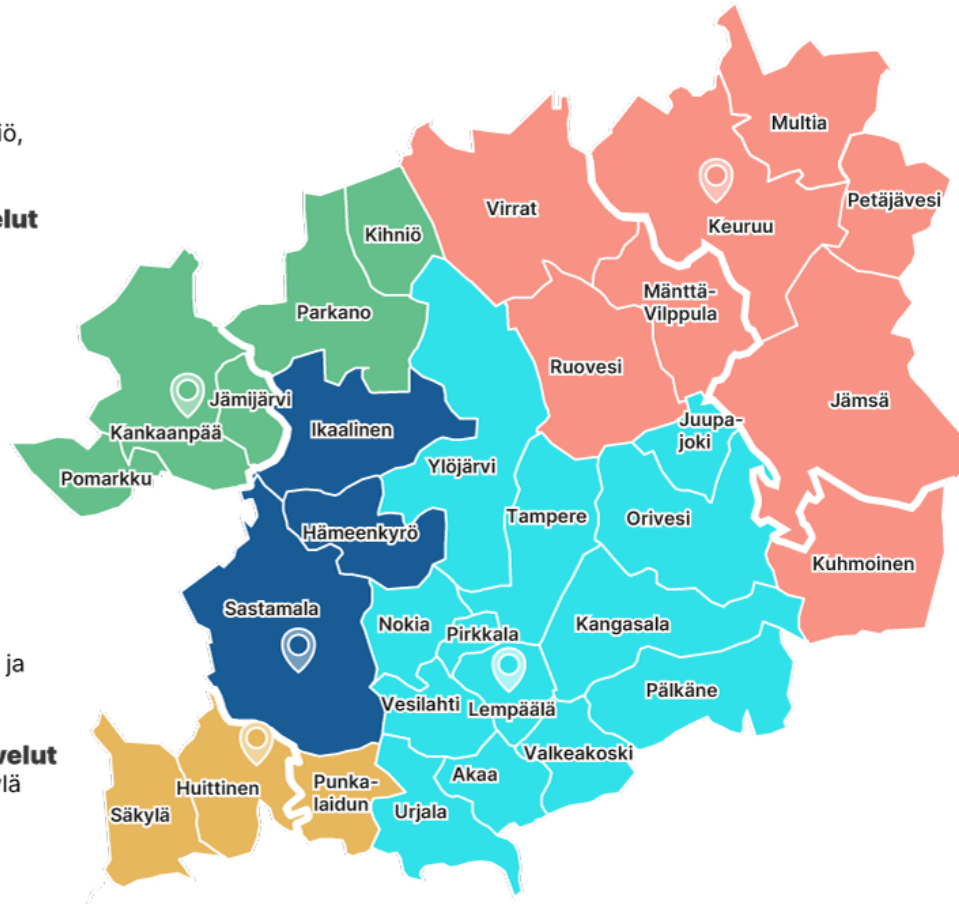 iö,
elut
ja
velut
lä
Multia
Petäjävesi
Virrat
Keuruu
Kihniö
Mänttä-
Vilppula
Parkano
Ruovesi
Jämsä
Jämijärvi
Ikaalinen
Juupa-
joki
Kankaanpää
Ylöjärvi
Pomarkku
Tampere
Orivesi
Hämeenkyrö
Kuhmoinen
Sastamala
Nokia
Kangasala
Pirkkala
Pälkäne
Vesilahti
Lempäälä
Valkeakoski
Akaa
Huittinen
Punka-
laidun
Säkylä
Urjala